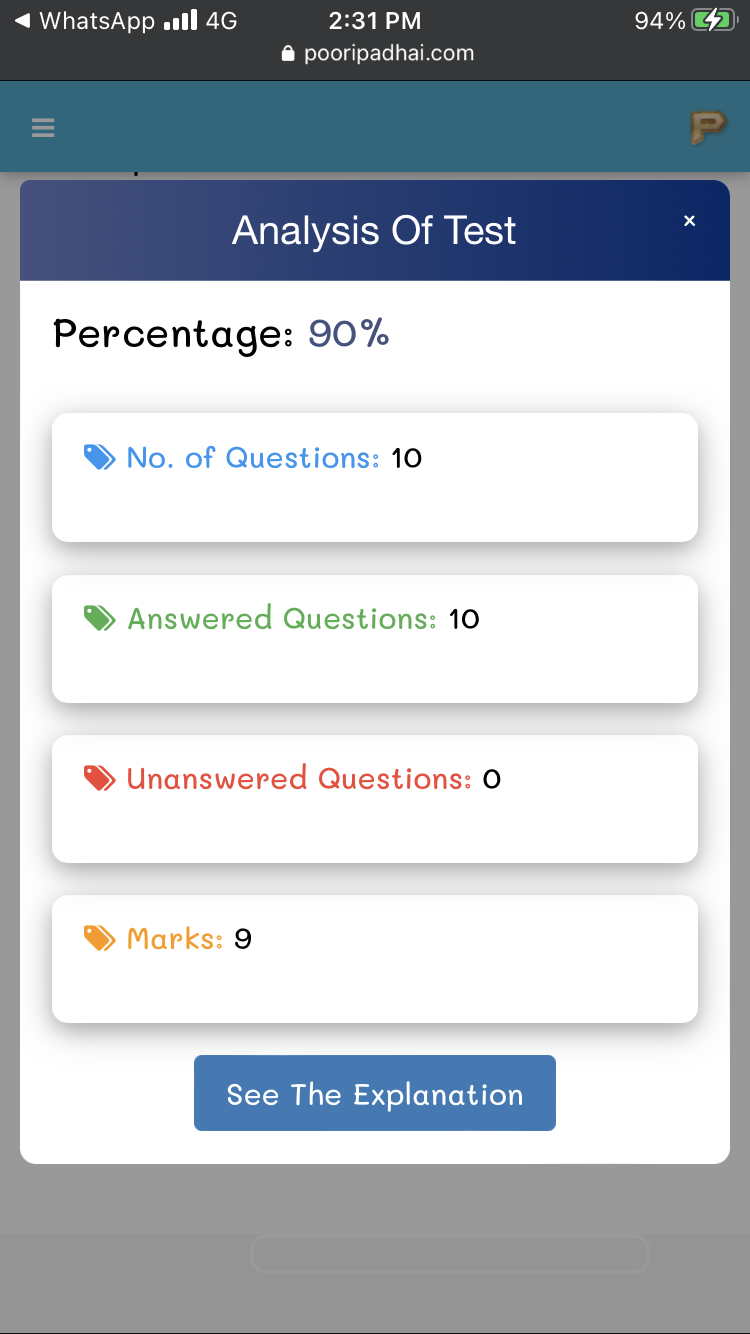 WhatsApp 4G 2:31 PM 94%
pooripadhai.com
P
Analysis Of Test ×
Percentage: 90%
No. of Questions: 10
Answered Questions: 10
Unanswered Questions: 0
Marks: 9
See The Explanation